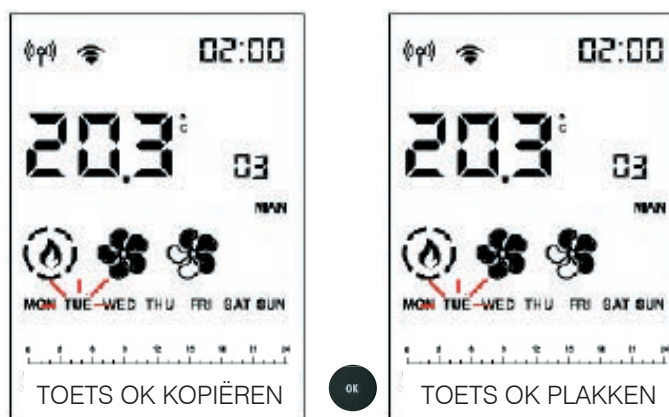 02:00
20.3 °C
03
MAN
MON TUE WED THU FRI SAT SUN
TOETS OK KOPIËREN
OK
02:00
20.3 °C
03
MAN
MON TUE WED THU FRI SAT SUN
TOETS OK PLAKKEN